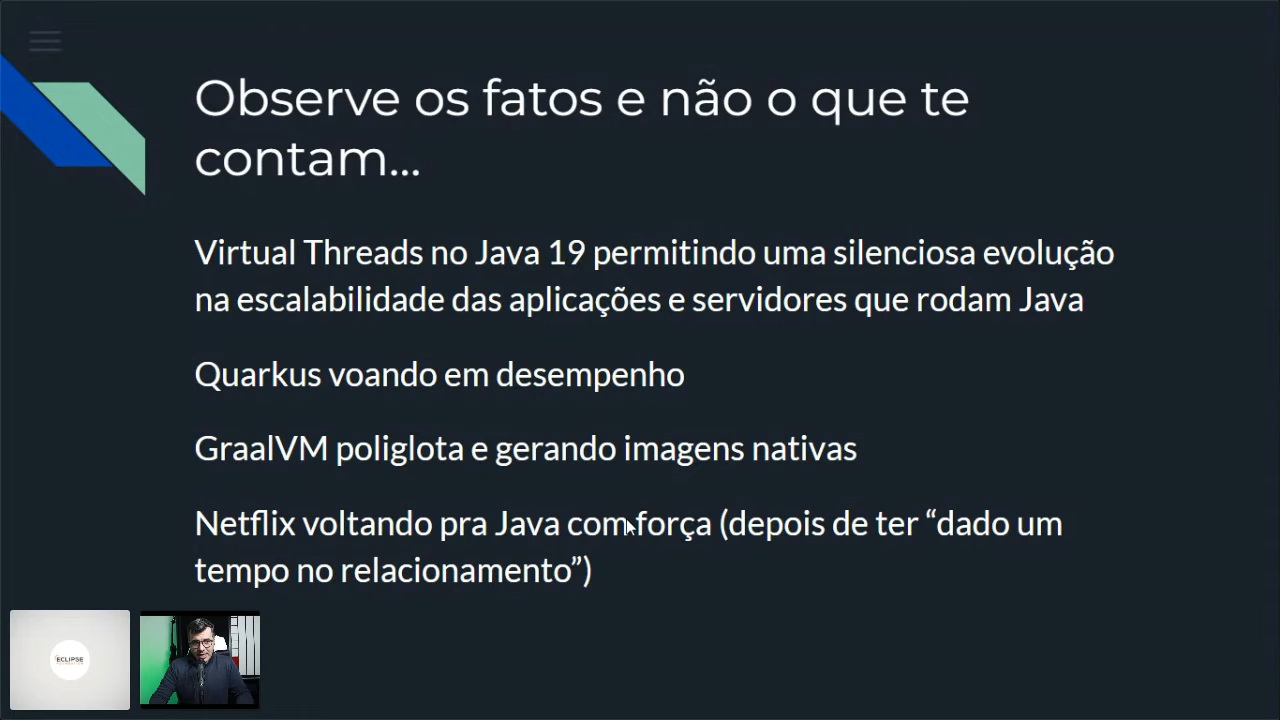 Observe os fatos e não o que te
contam...
Virtual Threads no Java 19 permitindo uma silenciosa evolução
na escalabilidade das aplicações e servidores que rodam Java
Quarkus voando em desempenho
GraalVM poliglota e gerando imagens nativas
Netflix voltando pra Java com força (depois de ter “dado um
tempo no relacionamento”)
ECLIPSE
FOUNDATION